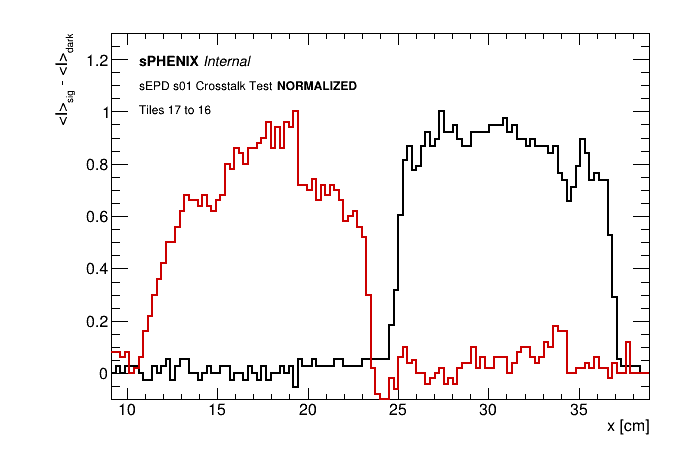 <I>sig - <I>dark
1.2
1
0.8
0.6
0.4
0.2
0
sPHENIX Internal
sEPD s01 Crosstalk Test NORMALIZED
Tiles 17 to 16
10 15 20 25 30 35
x [cm]